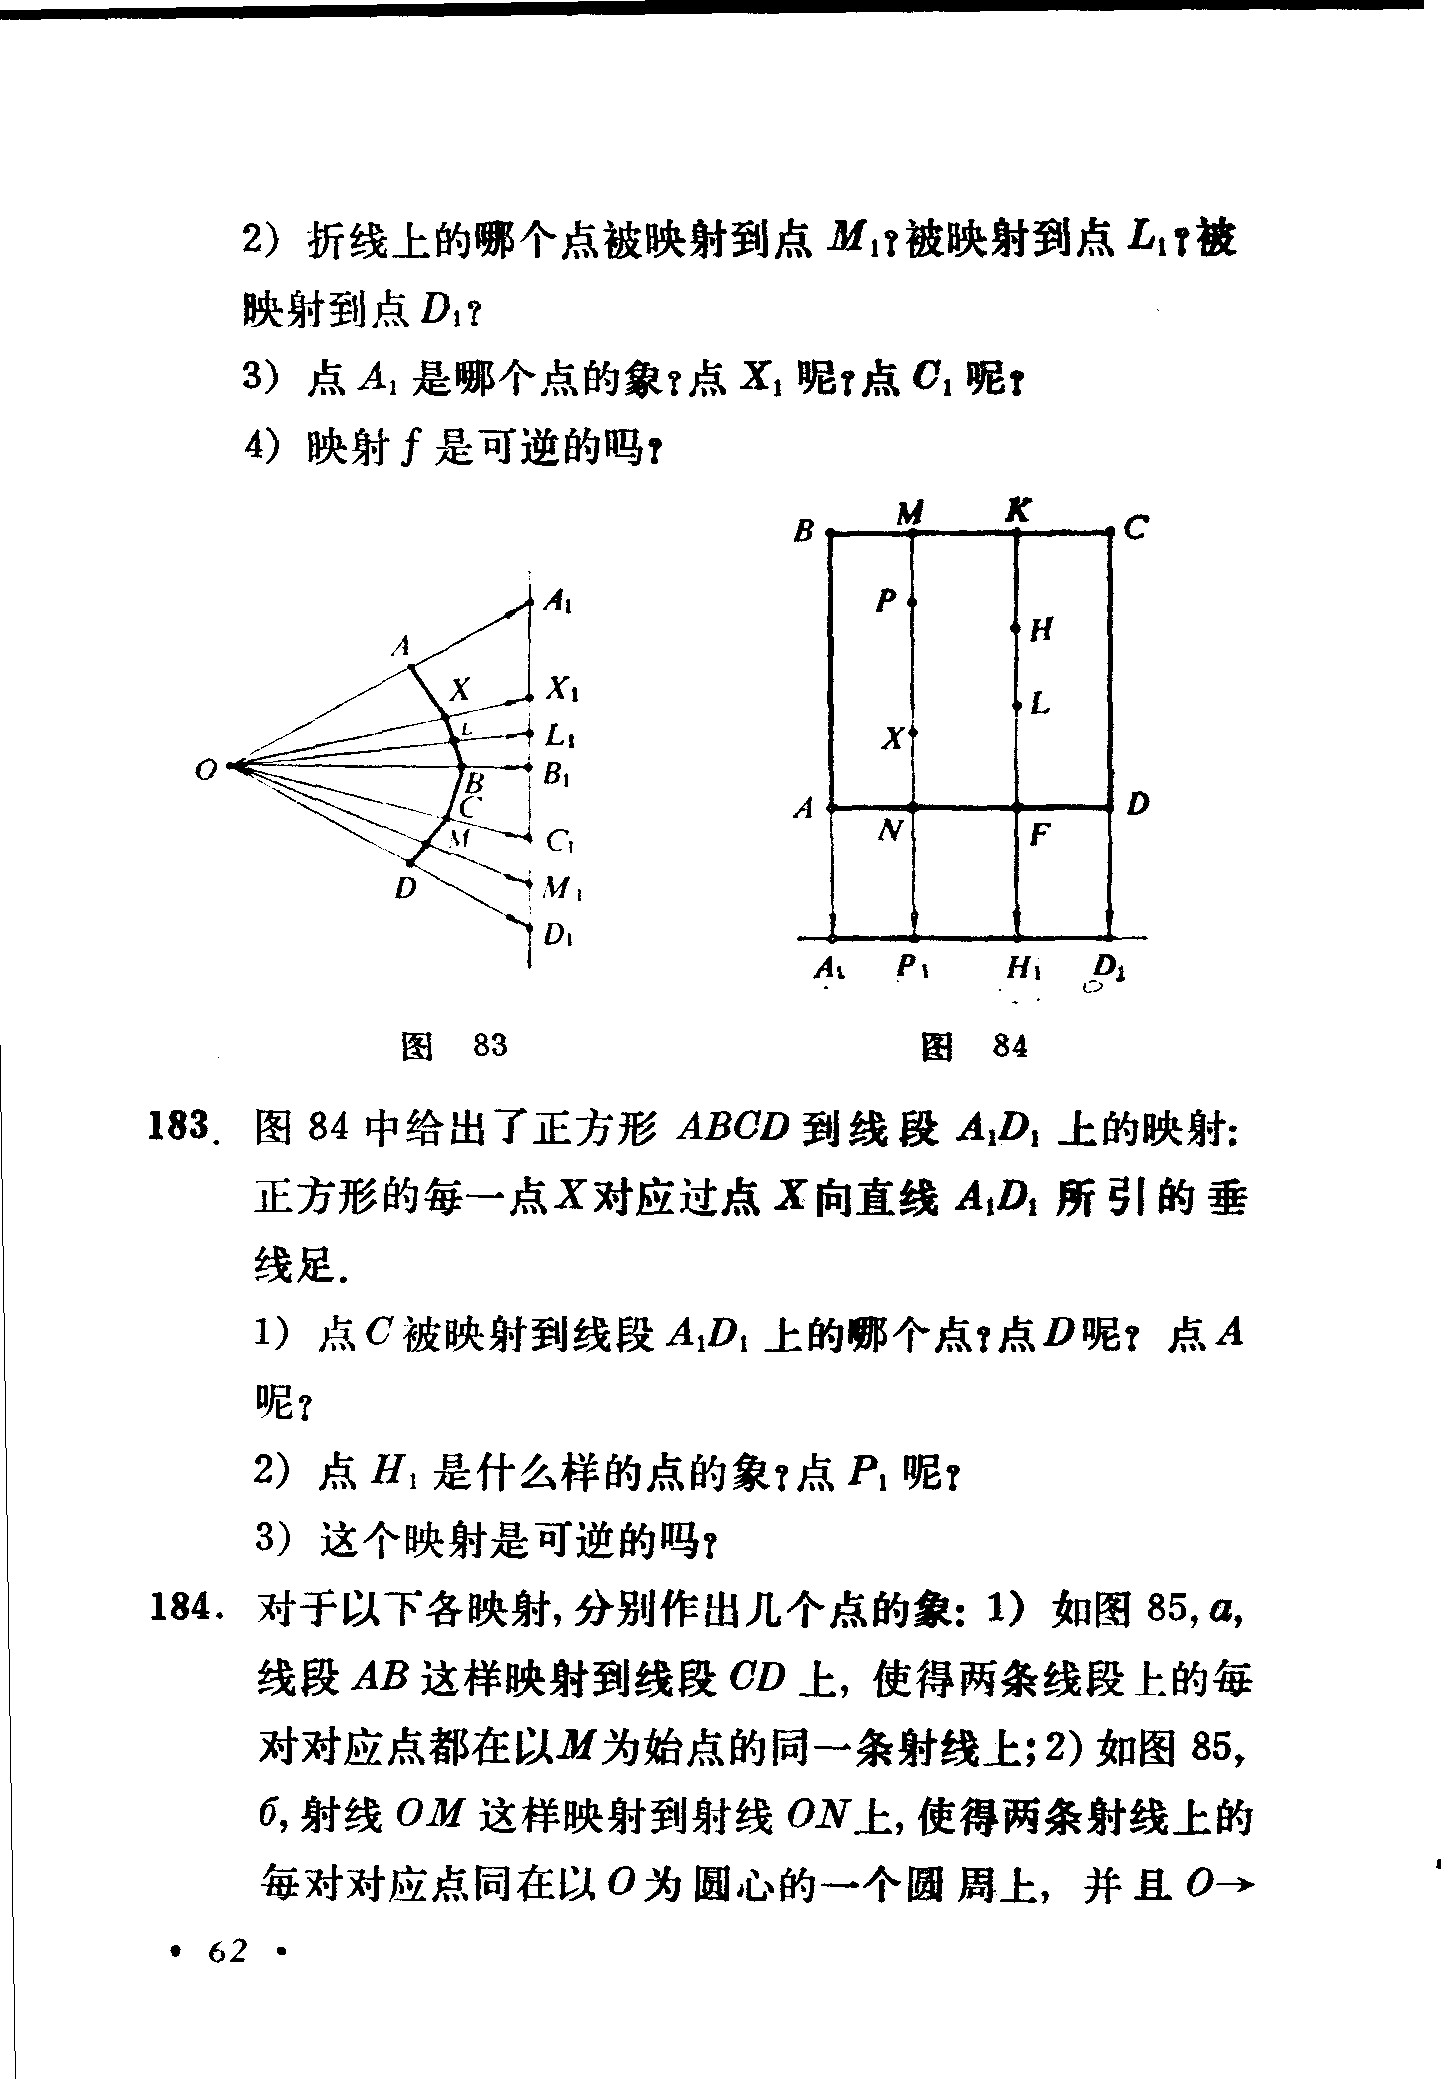 2) 折线上的哪个点被映射到点 M₁?被映射到点 L₁?被
映射到点 D₁?
3) 点 A₁ 是哪个点的象?点 X₁ 呢?点 C₁ 呢?
4) 映射 f 是可逆的吗?
A₁
A
X
X₁
L
L₁
O
B
B₁
C
C₁
M
M₁
D
D₁
图 83
B
M
K
C
P
H
L
X
A
N
F
D
A₁
P₁
H₁
D₁
图 84
183. 图 84 中给出了正方形 ABCD 到线段 A₁D₁ 上的映射:
正方形的每一点 X 对应过点 X 向直线 A₁D₁ 所引的垂
线足.
1) 点 C 被映射到线段 A₁D₁ 上的哪个点?点 D 呢? 点 A
呢?
2) 点 H₁ 是什么样的点的象?点 P₁ 呢?
3) 这个映射是可逆的吗?
184. 对于以下各映射, 分别作出几个点的象: 1) 如图 85, a,
线段 AB 这样映射到线段 CD 上, 使得两条线段上的每
对对应点都在以 M 为始点的同一条射线上; 2) 如图 85,
б, 射线 OM 这样映射到射线 ON 上, 使得两条射线上的
每对对应点同在以 O 为圆心的一个圆周上, 并且 O→
• 62 •